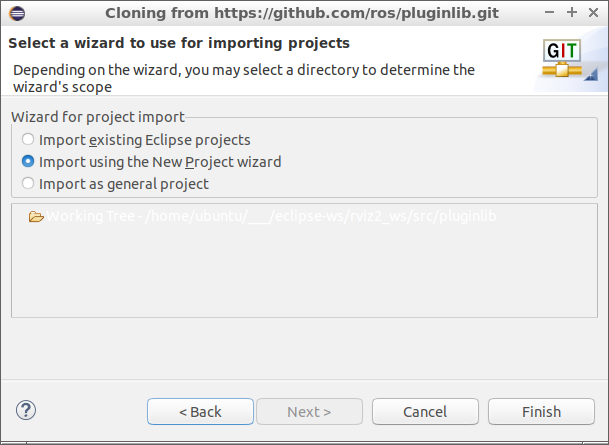 Cloning from https://github.com/ros/pluginlib.git
Select a wizard to use for importing projects
Depending on the wizard, you may select a directory to determine the
wizard's scope
GIT
Wizard for project import
Import existing Eclipse projects
Import using the New Project wizard
Import as general project
Working Tree - /home/ubuntu/___/eclipse-ws/rviz2_ws/src/pluginlib
?
< Back
Next >
Cancel
Finish